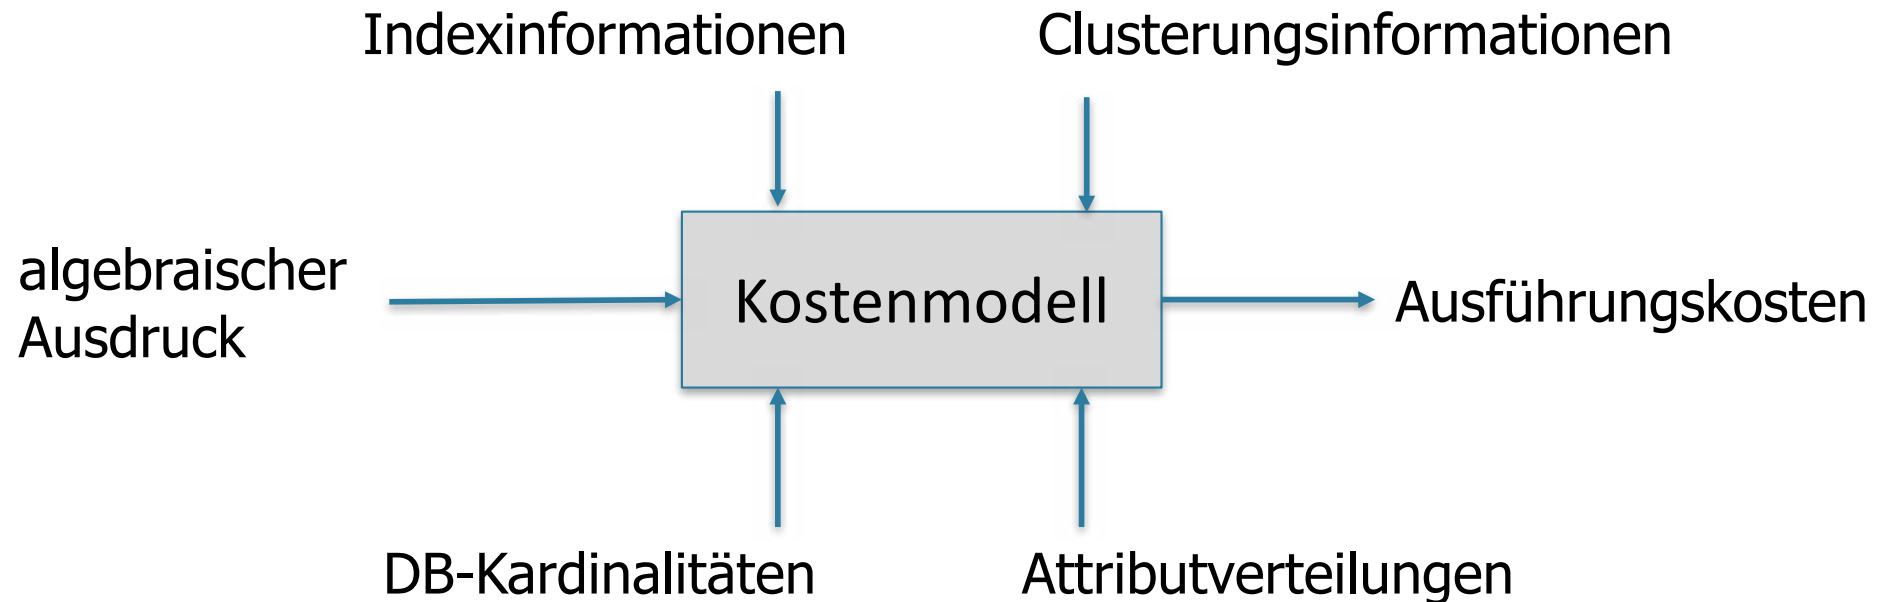 Indexinformationen
Clusterungsinformationen
algebraischer
Ausdruck
Kostenmodell
Ausführungskosten
DB-Kardinalitäten
Attributverteilungen